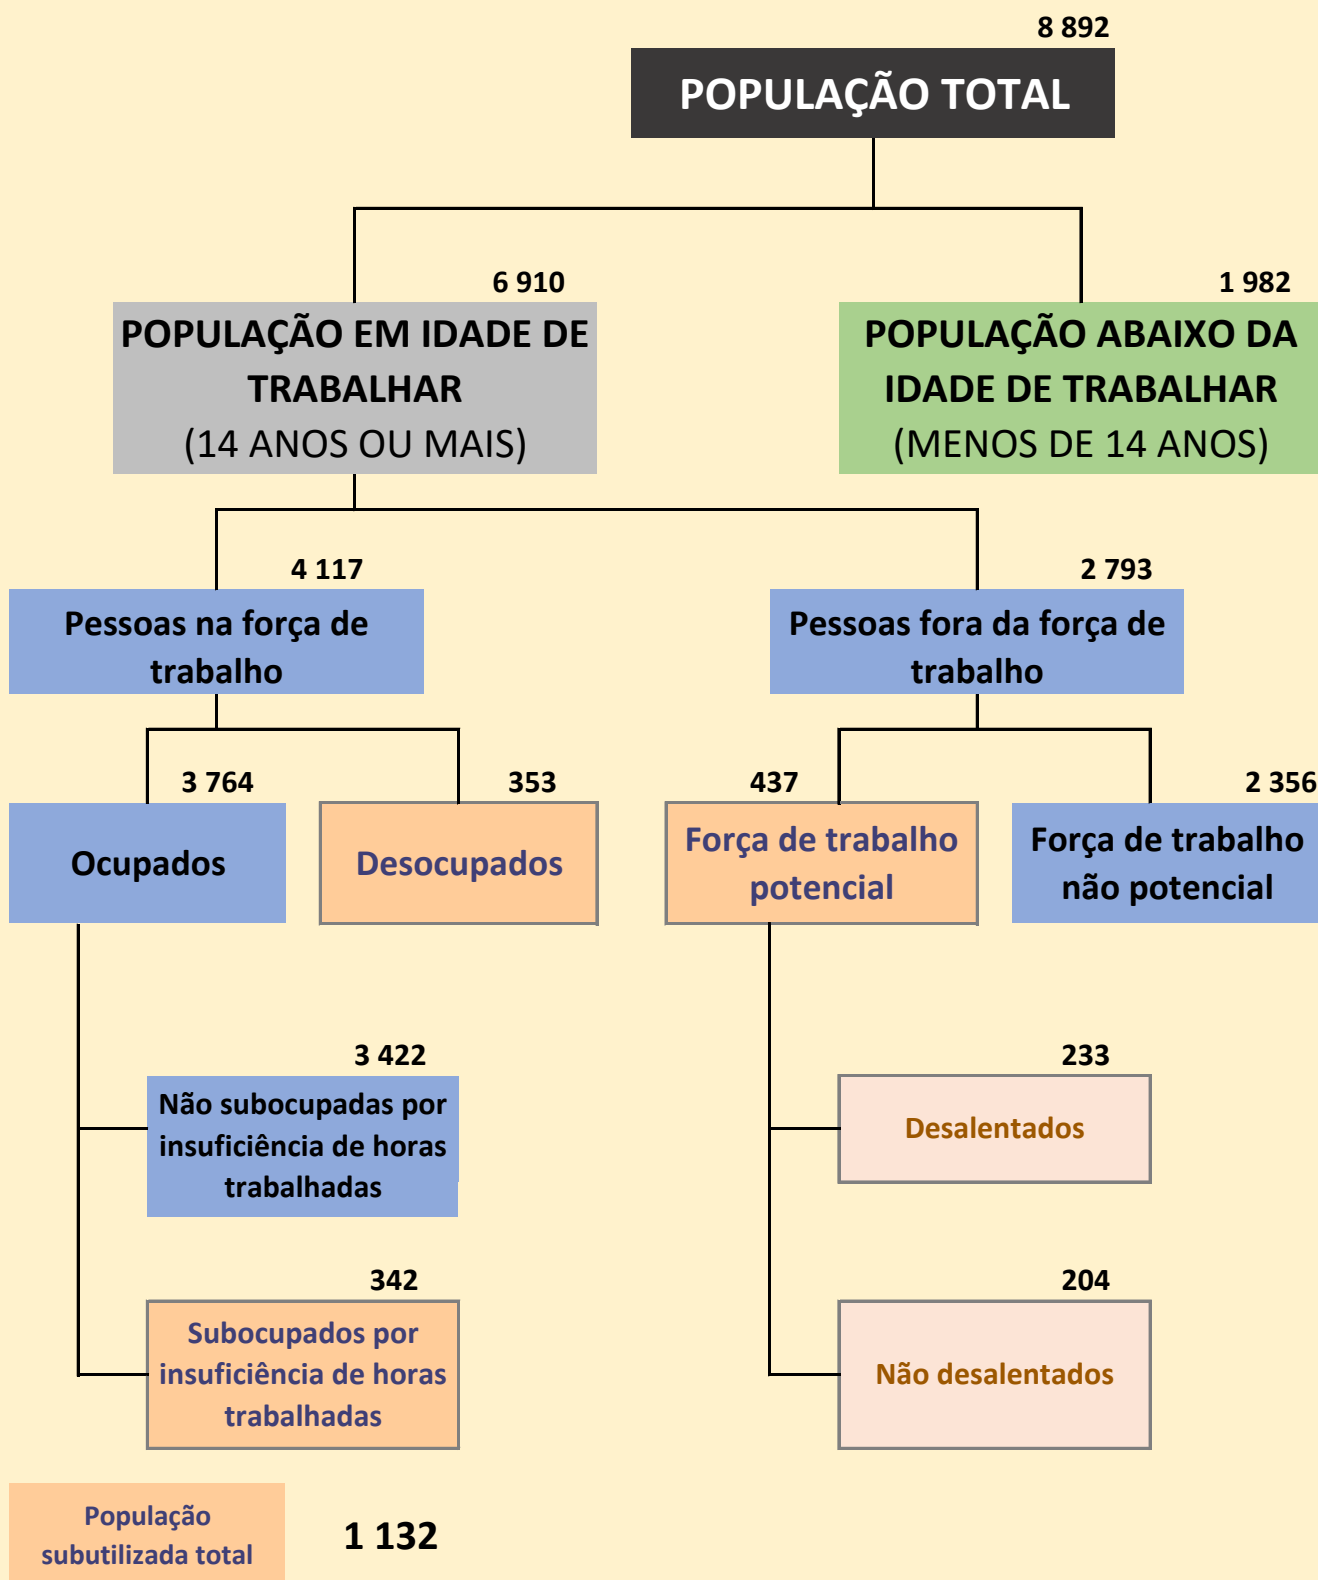 8 892
POPULAÇÃO TOTAL
6 910
POPULAÇÃO EM IDADE DE
TRABALHAR
(14 ANOS OU MAIS)
1 982
POPULAÇÃO ABAIXO DA
IDADE DE TRABALHAR
(MENOS DE 14 ANOS)
4 117
Pessoas na força de
trabalho
2 793
Pessoas fora da força de
trabalho
3 764
Ocupados
353
Desocupados
437
Força de trabalho
potencial
2 356
Força de trabalho
não potencial
3 422
Não subocupadas por
insuficiência de horas
trabalhadas
233
Desalentados
342
Subocupados por
insuficiência de horas
trabalhadas
204
Não desalentados
População
subutilizada total
1 132